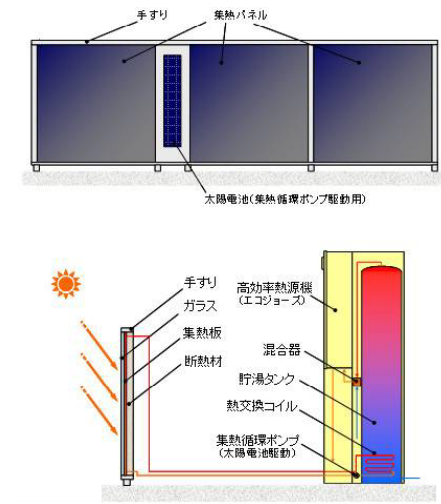 手すり
集熱パネル
太陽電池(集熱循環ポンプ駆動用)
手すり
ガラス
集熱板
断熱材
高効率熱源機
(エコジョーズ)
混合器
貯湯タンク
熱交換コイル
集熱循環ポンプ
(太陽電池駆動)